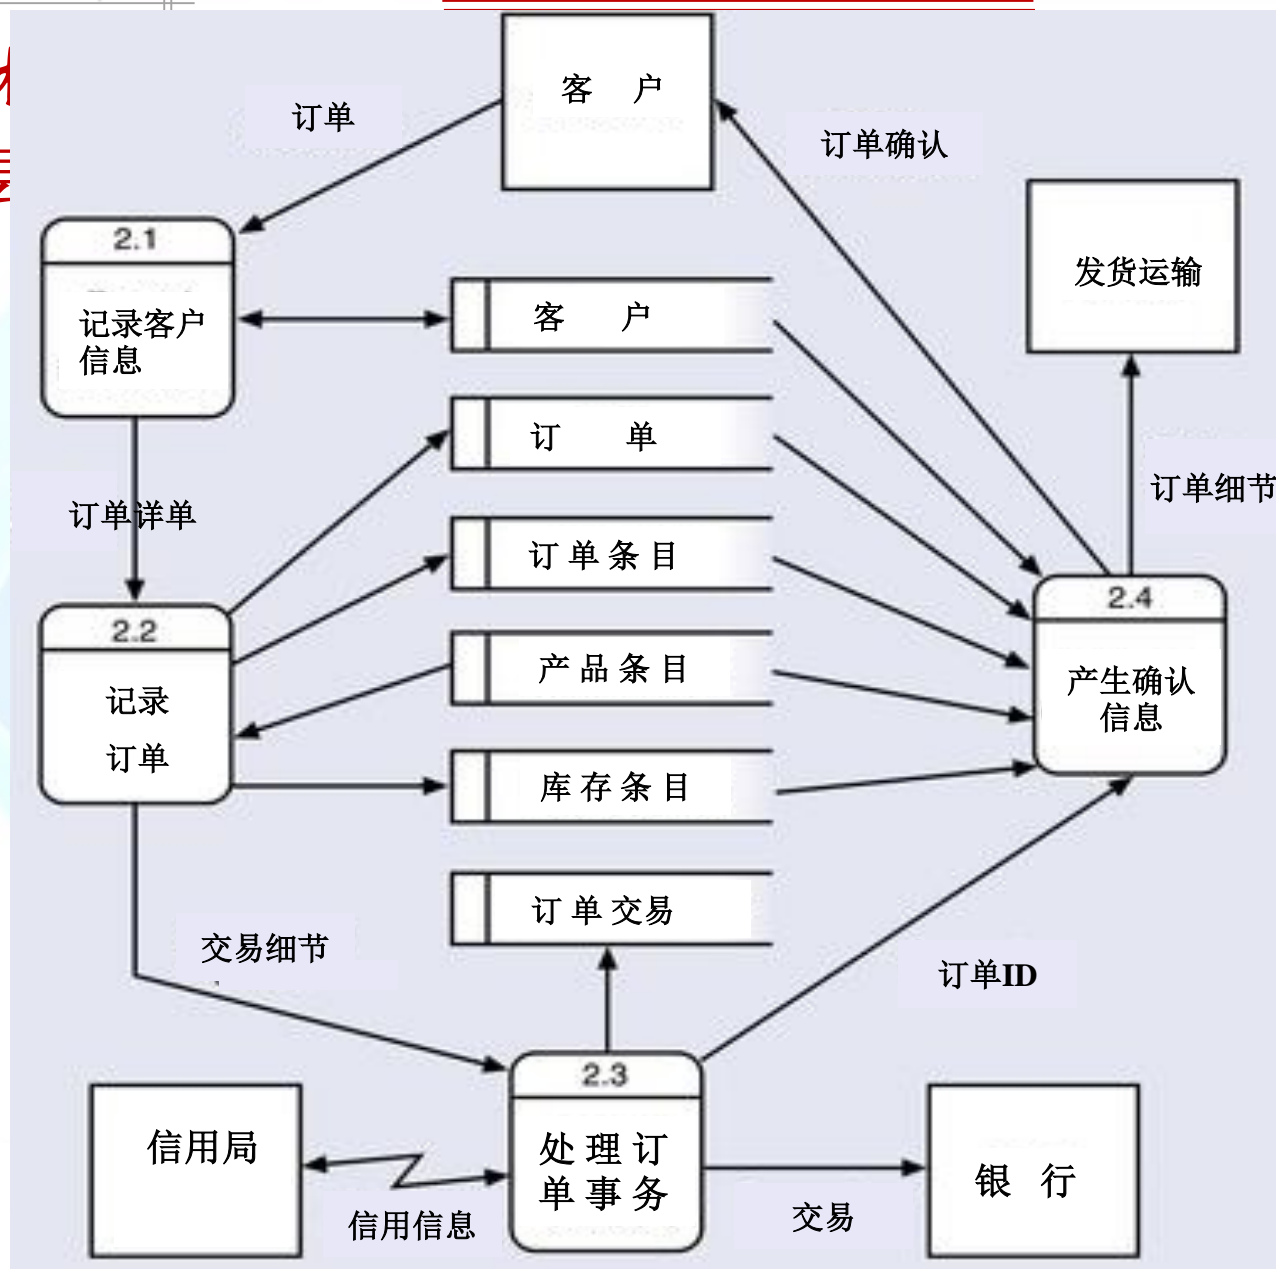 客 户
订单
订单确认
2.1
记录客户
信息
客 户
发货运输
订 单
订单细节
订单详单
订单条目
2.2
记录
订单
产品条目
2.4
产生确认
信息
库存条目
订单交易
交易细节
订单ID
2.3
处理订
单事务
信用局
信用信息
交易
银 行